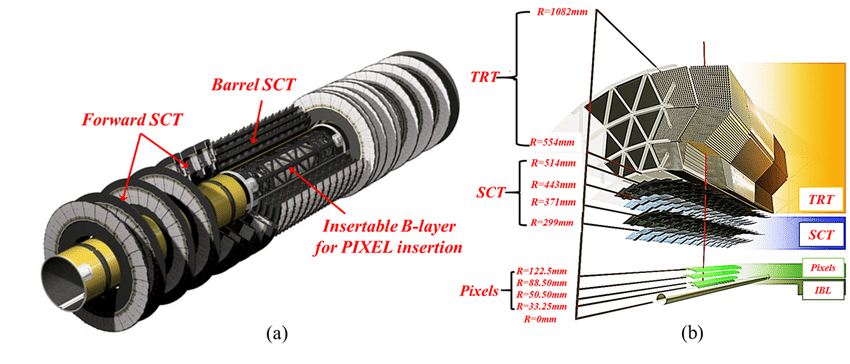 Barrel SCT
Forward SCT
Insertable B-layer
for PIXEL insertion
(a)
R=1082mm
TRT
R=554mm
R=514mm
SCT
R=443mm
R=371mm
R=299mm
R=122.5mm
Pixels
R=88.50mm
R=50.50mm
R=33.25mm
R=0mm
TRT
SCT
Pixels
IBL
(b)